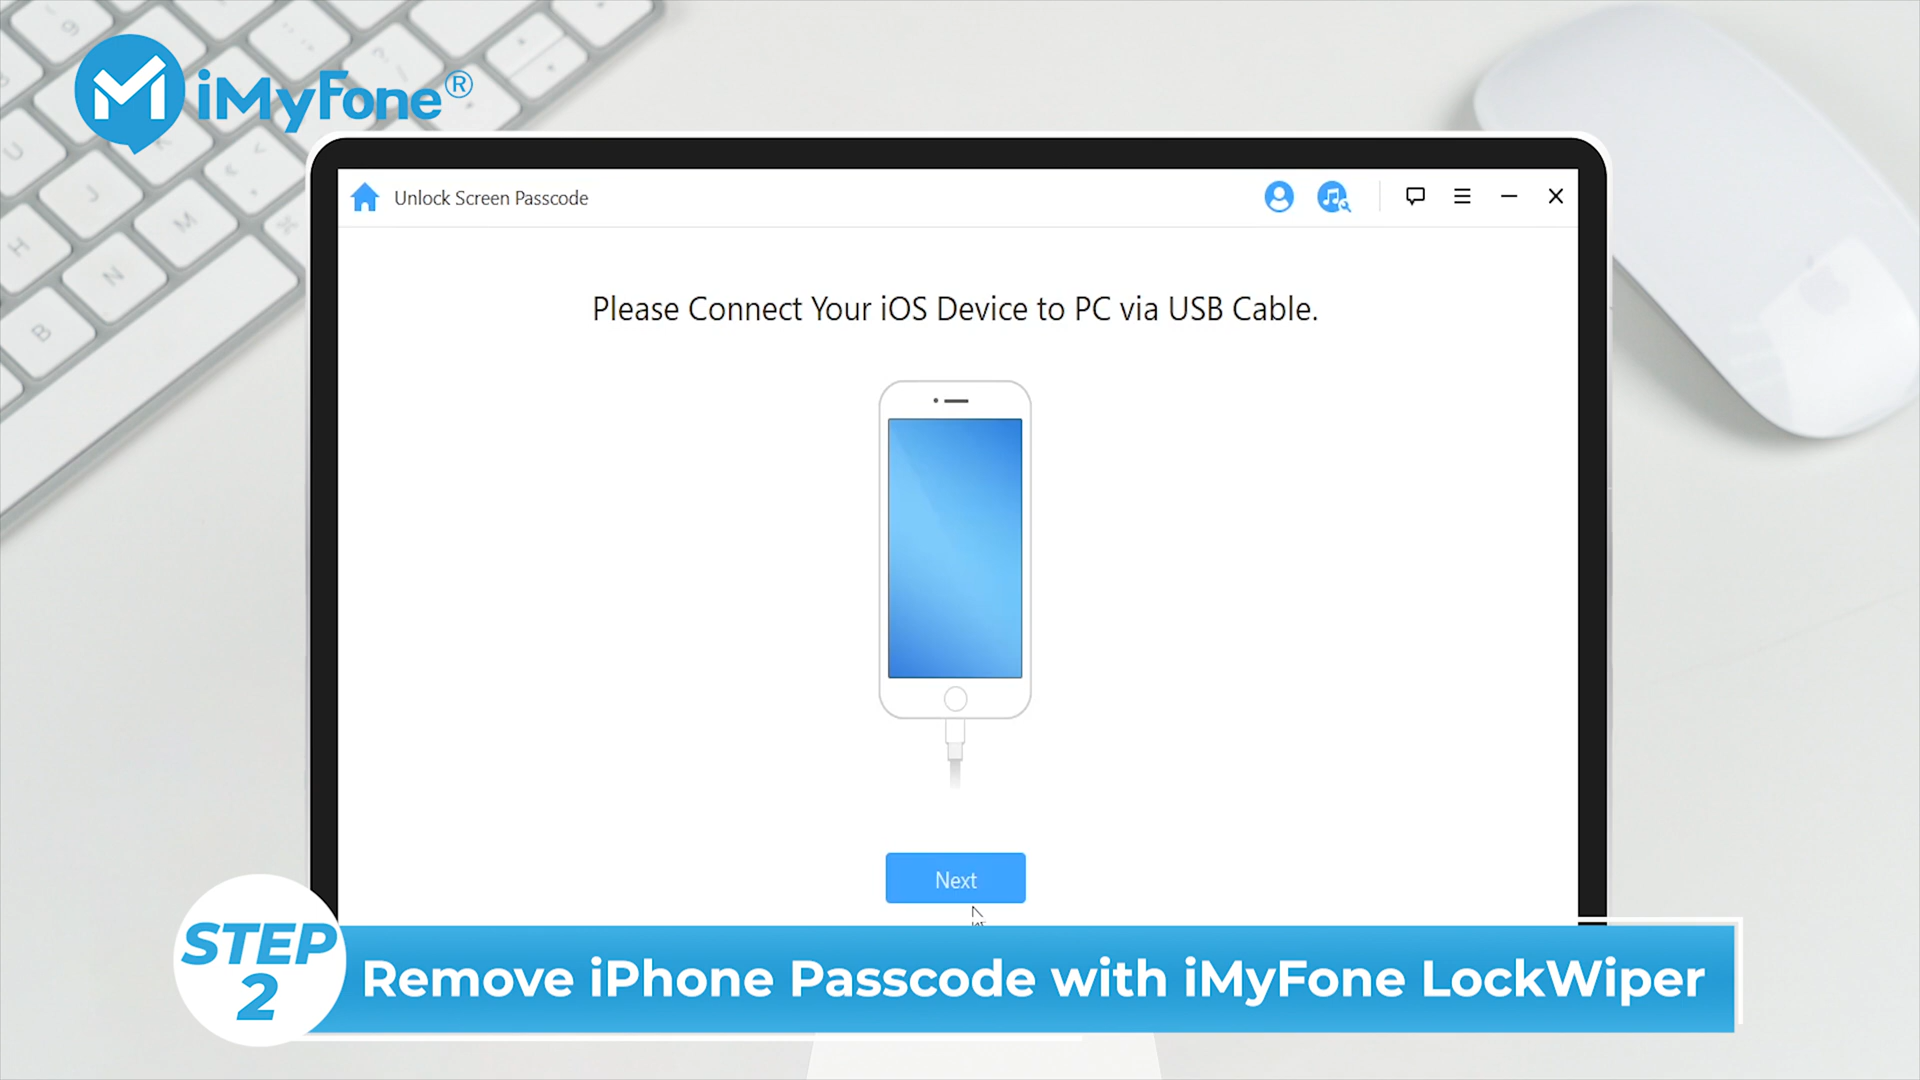 iMyFone®
Unlock Screen Passcode
Please Connect Your iOS Device to PC via USB Cable.
Next
STEP
2
Remove iPhone Passcode with iMyFone LockWiper
U
J
K
M
H
N
B